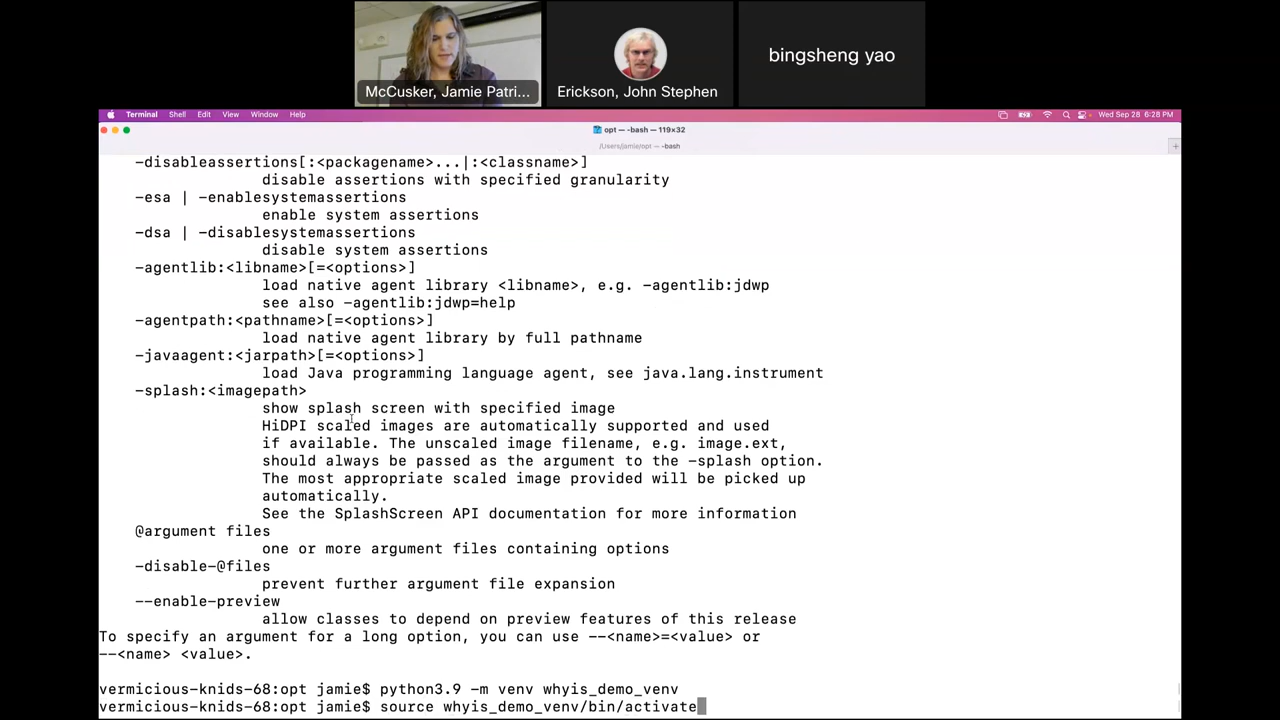 McCusker, Jamie Patri...
Erickson, John Stephen
bingsheng yao
Terminal Shell Edit View Window Help
Wed Sep 28 6:28 PM
opt — -bash — 119×32
/Users/jamie/opt — -bash
-disableassertions[:<packagename>...|:<classname>]
disable assertions with specified granularity
-esa | -enablesystemassertions
enable system assertions
-dsa | -disablesystemassertions
disable system assertions
-agentlib:<libname>[=<options>]
load native agent library <libname>, e.g. -agentlib:jdwp
see also -agentlib:jdwp=help
-agentpath:<pathname>[=<options>]
load native agent library by full pathname
-javaagent:<jarpath>[=<options>]
load Java programming language agent, see java.lang.instrument
-splash:<imagepath>
show splash screen with specified image
HiDPI scaled images are automatically supported and used
if available. The unscaled image filename, e.g. image.ext,
should always be passed as the argument to the -splash option.
The most appropriate scaled image provided will be picked up
automatically.
See the SplashScreen API documentation for more information
@argument files
one or more argument files containing options
-disable-@files
prevent further argument file expansion
--enable-preview
allow classes to depend on preview features of this release
To specify an argument for a long option, you can use --<name>=<value> or
--<name> <value>.
vermicious-knids-68:opt jamie$ python3.9 -m venv whyis_demo_venv
vermicious-knids-68:opt jamie$ source whyis_demo_venv/bin/activate